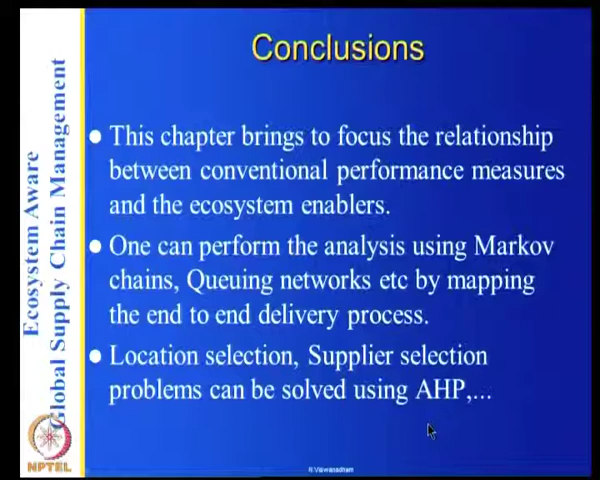 Conclusions
This chapter brings to focus the relationship
between conventional performance measures
and the ecosystem enablers.
One can perform the analysis using Markov
chains, Queuing networks etc by mapping
the end to end delivery process.
Location selection, Supplier selection
problems can be solved using AHP,...
Ecosystem Aware
Global Supply Chain Management
NPTEL
N.Viswanadham